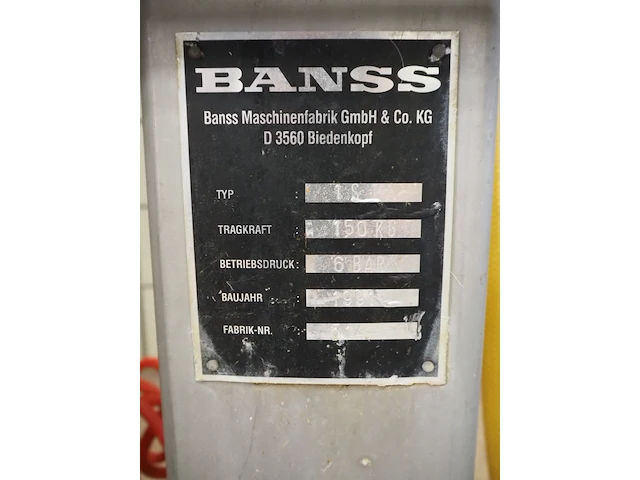 BANSS
Banss Maschinenfabrik GmbH & Co. KG
D 3560 Biedenkopf
TYP :
TRAGKRAFT : 150 KG
BETRIEBSDRUCK : 6 BAR
BAUJAHR :
FABRIK-NR. :